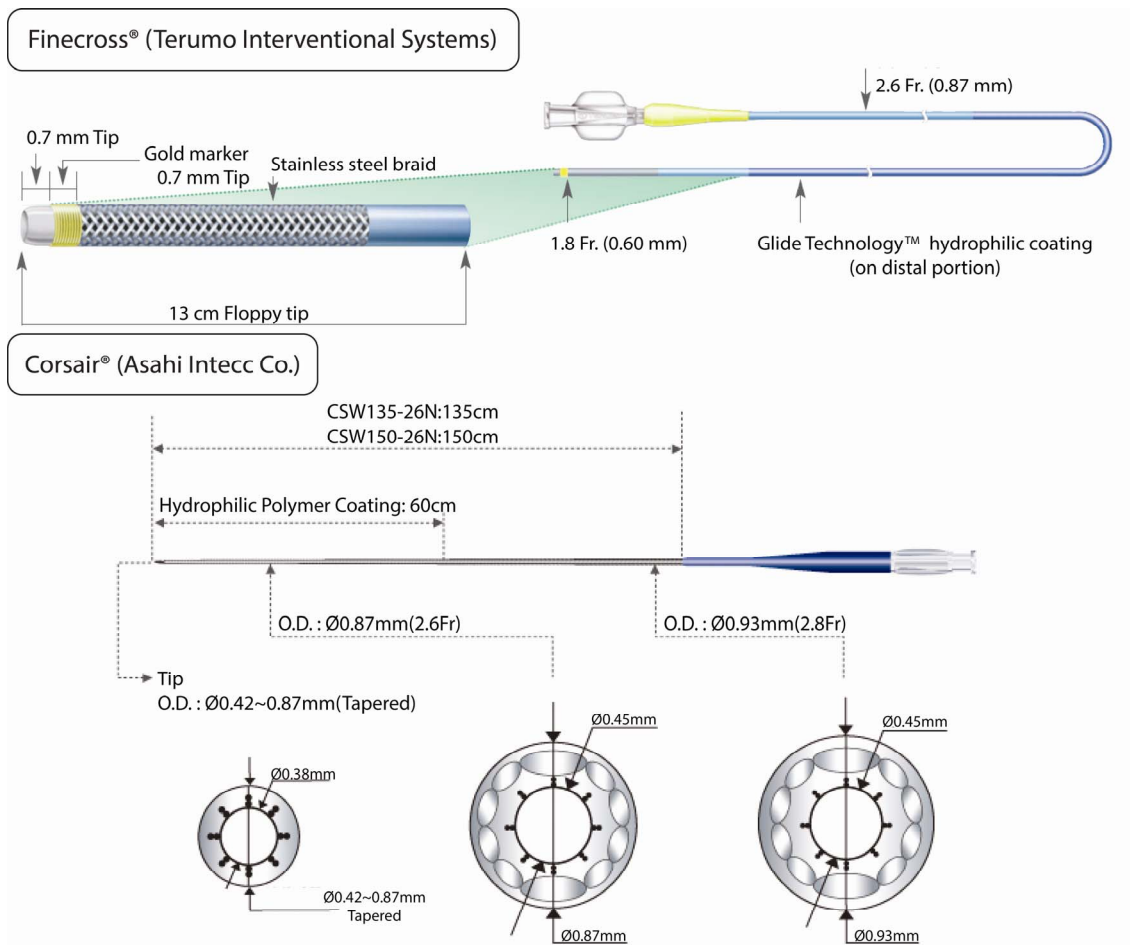 Finecross® (Terumo Interventional Systems)
2.6 Fr. (0.87 mm)
0.7 mm Tip
Gold marker
0.7 mm Tip
Stainless steel braid
1.8 Fr. (0.60 mm)
Glide Technology™ hydrophilic coating
(on distal portion)
13 cm Floppy tip
Corsair® (Asahi Intecc Co.)
CSW135-26N:135cm
CSW150-26N:150cm
Hydrophilic Polymer Coating: 60cm
O.D. : Ø0.87mm(2.6Fr)
O.D. : Ø0.93mm(2.8Fr)
Tip
O.D. : Ø0.42~0.87mm(Tapered)
Ø0.38mm
Ø0.45mm
Ø0.45mm
Ø0.42~0.87mm
Tapered
Ø0.87mm
Ø0.93mm